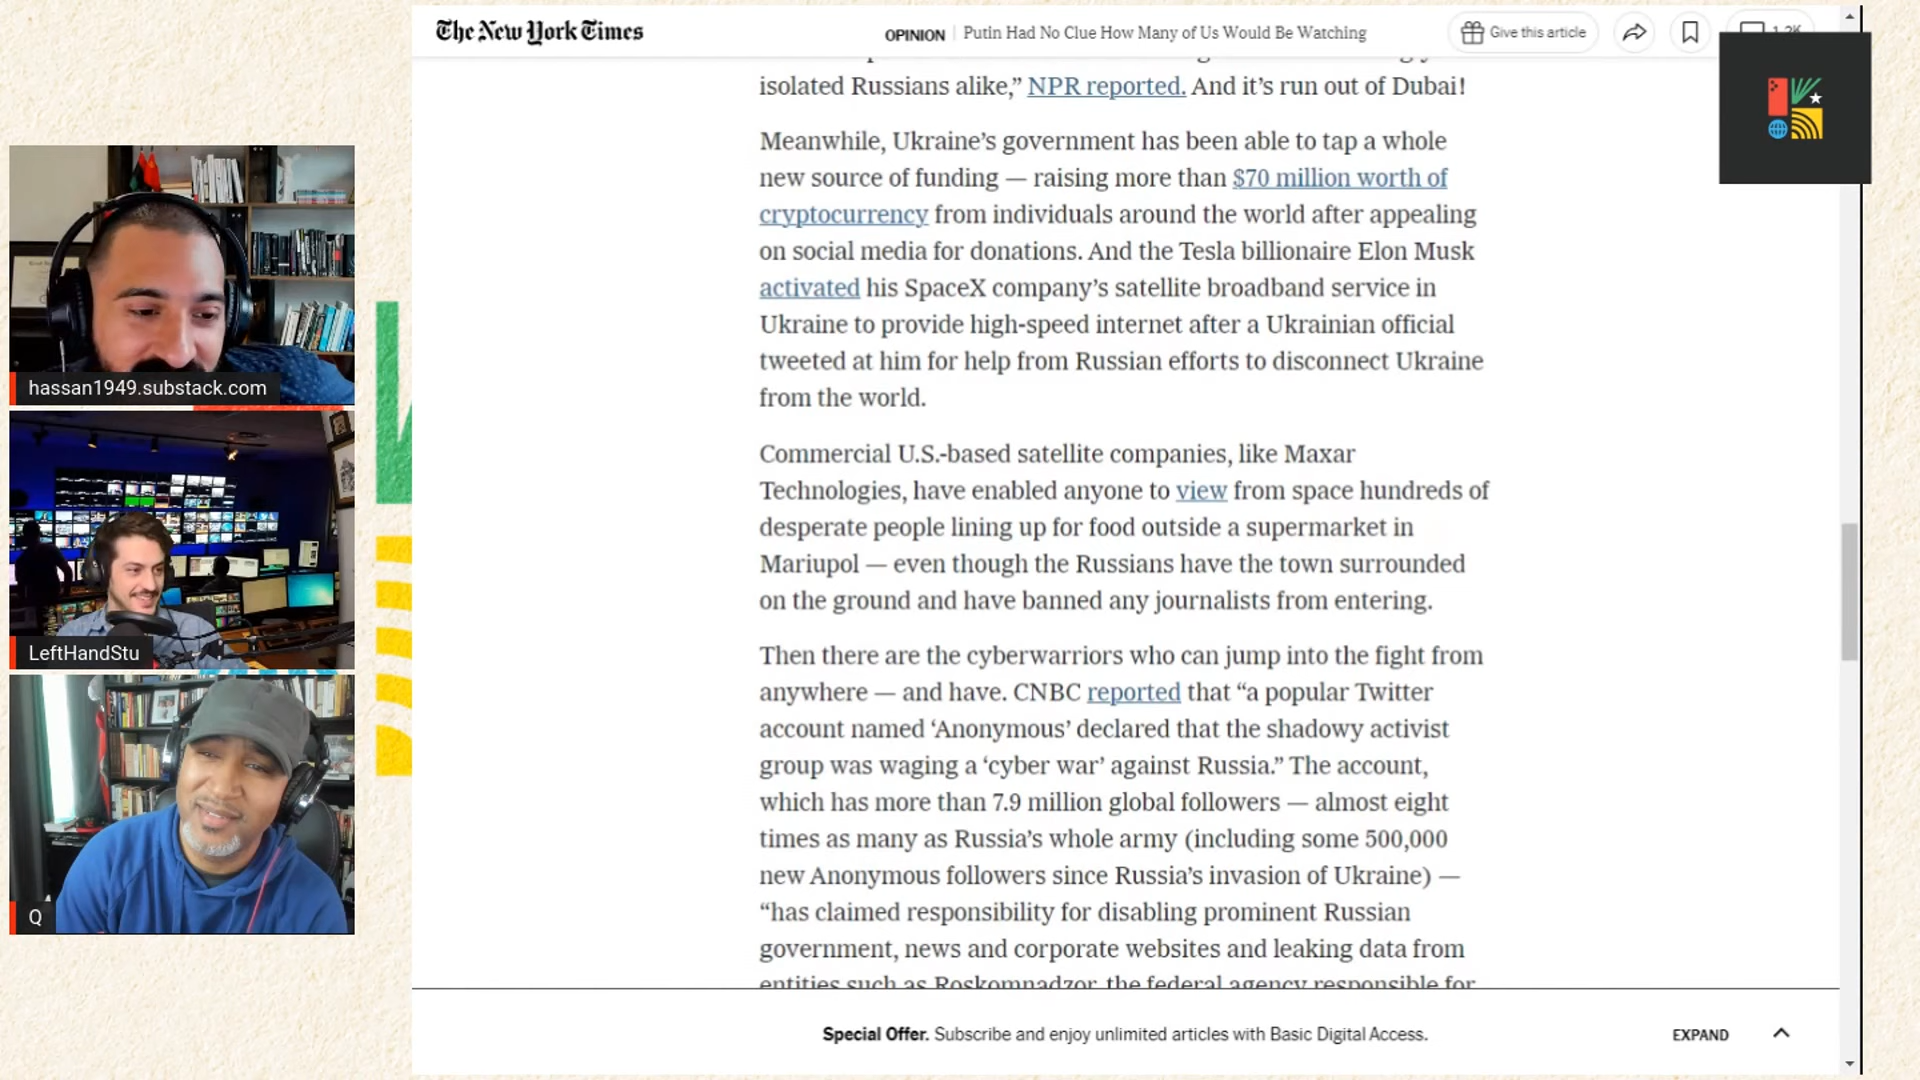 The New York Times
OPINION | Putin Had No Clue How Many of Us Would Be Watching
Give this article
1.2K
isolated Russians alike,” NPR reported. And it’s run out of Dubai!
Meanwhile, Ukraine’s government has been able to tap a whole
new source of funding — raising more than $70 million worth of
cryptocurrency from individuals around the world after appealing
on social media for donations. And the Tesla billionaire Elon Musk
activated his SpaceX company’s satellite broadband service in
Ukraine to provide high-speed internet after a Ukrainian official
tweeted at him for help from Russian efforts to disconnect Ukraine
from the world.
Commercial U.S.-based satellite companies, like Maxar
Technologies, have enabled anyone to view from space hundreds of
desperate people lining up for food outside a supermarket in
Mariupol — even though the Russians have the town surrounded
on the ground and have banned any journalists from entering.
Then there are the cyberwarriors who can jump into the fight from
anywhere — and have. CNBC reported that “a popular Twitter
account named ‘Anonymous’ declared that the shadowy activist
group was waging a ‘cyber war’ against Russia.” The account,
which has more than 7.9 million global followers — almost eight
times as many as Russia’s whole army (including some 500,000
new Anonymous followers since Russia’s invasion of Ukraine) —
“has claimed responsibility for disabling prominent Russian
government, news and corporate websites and leaking data from
entities such as Roskomnadzor, the federal agency responsible for
Special Offer. Subscribe and enjoy unlimited articles with Basic Digital Access.
EXPAND
hassan1949.substack.com
LeftHandStu
Q